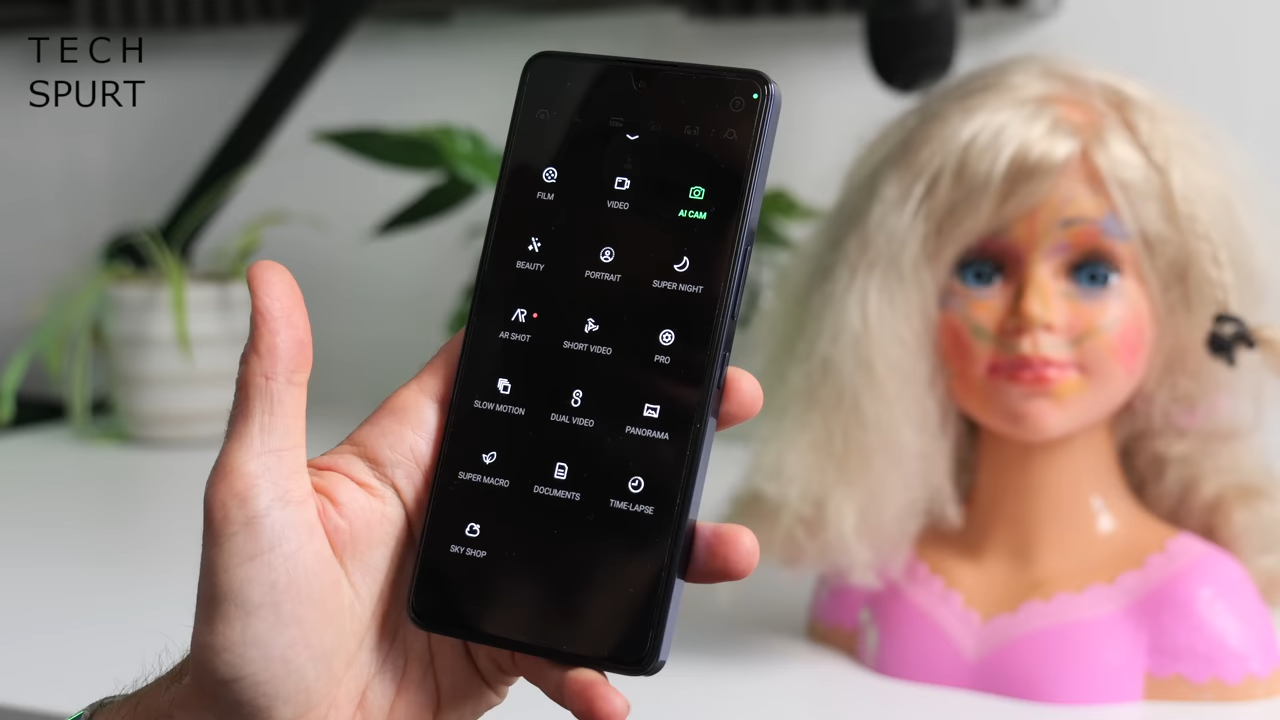 TECH
SPURT
FILM
VIDEO
AI CAM
BEAUTY
PORTRAIT
SUPER NIGHT
AR SHOT
SHORT VIDEO
PRO
SLOW MOTION
DUAL VIDEO
PANORAMA
SUPER MACRO
DOCUMENTS
TIME-LAPSE
SKY SHOP